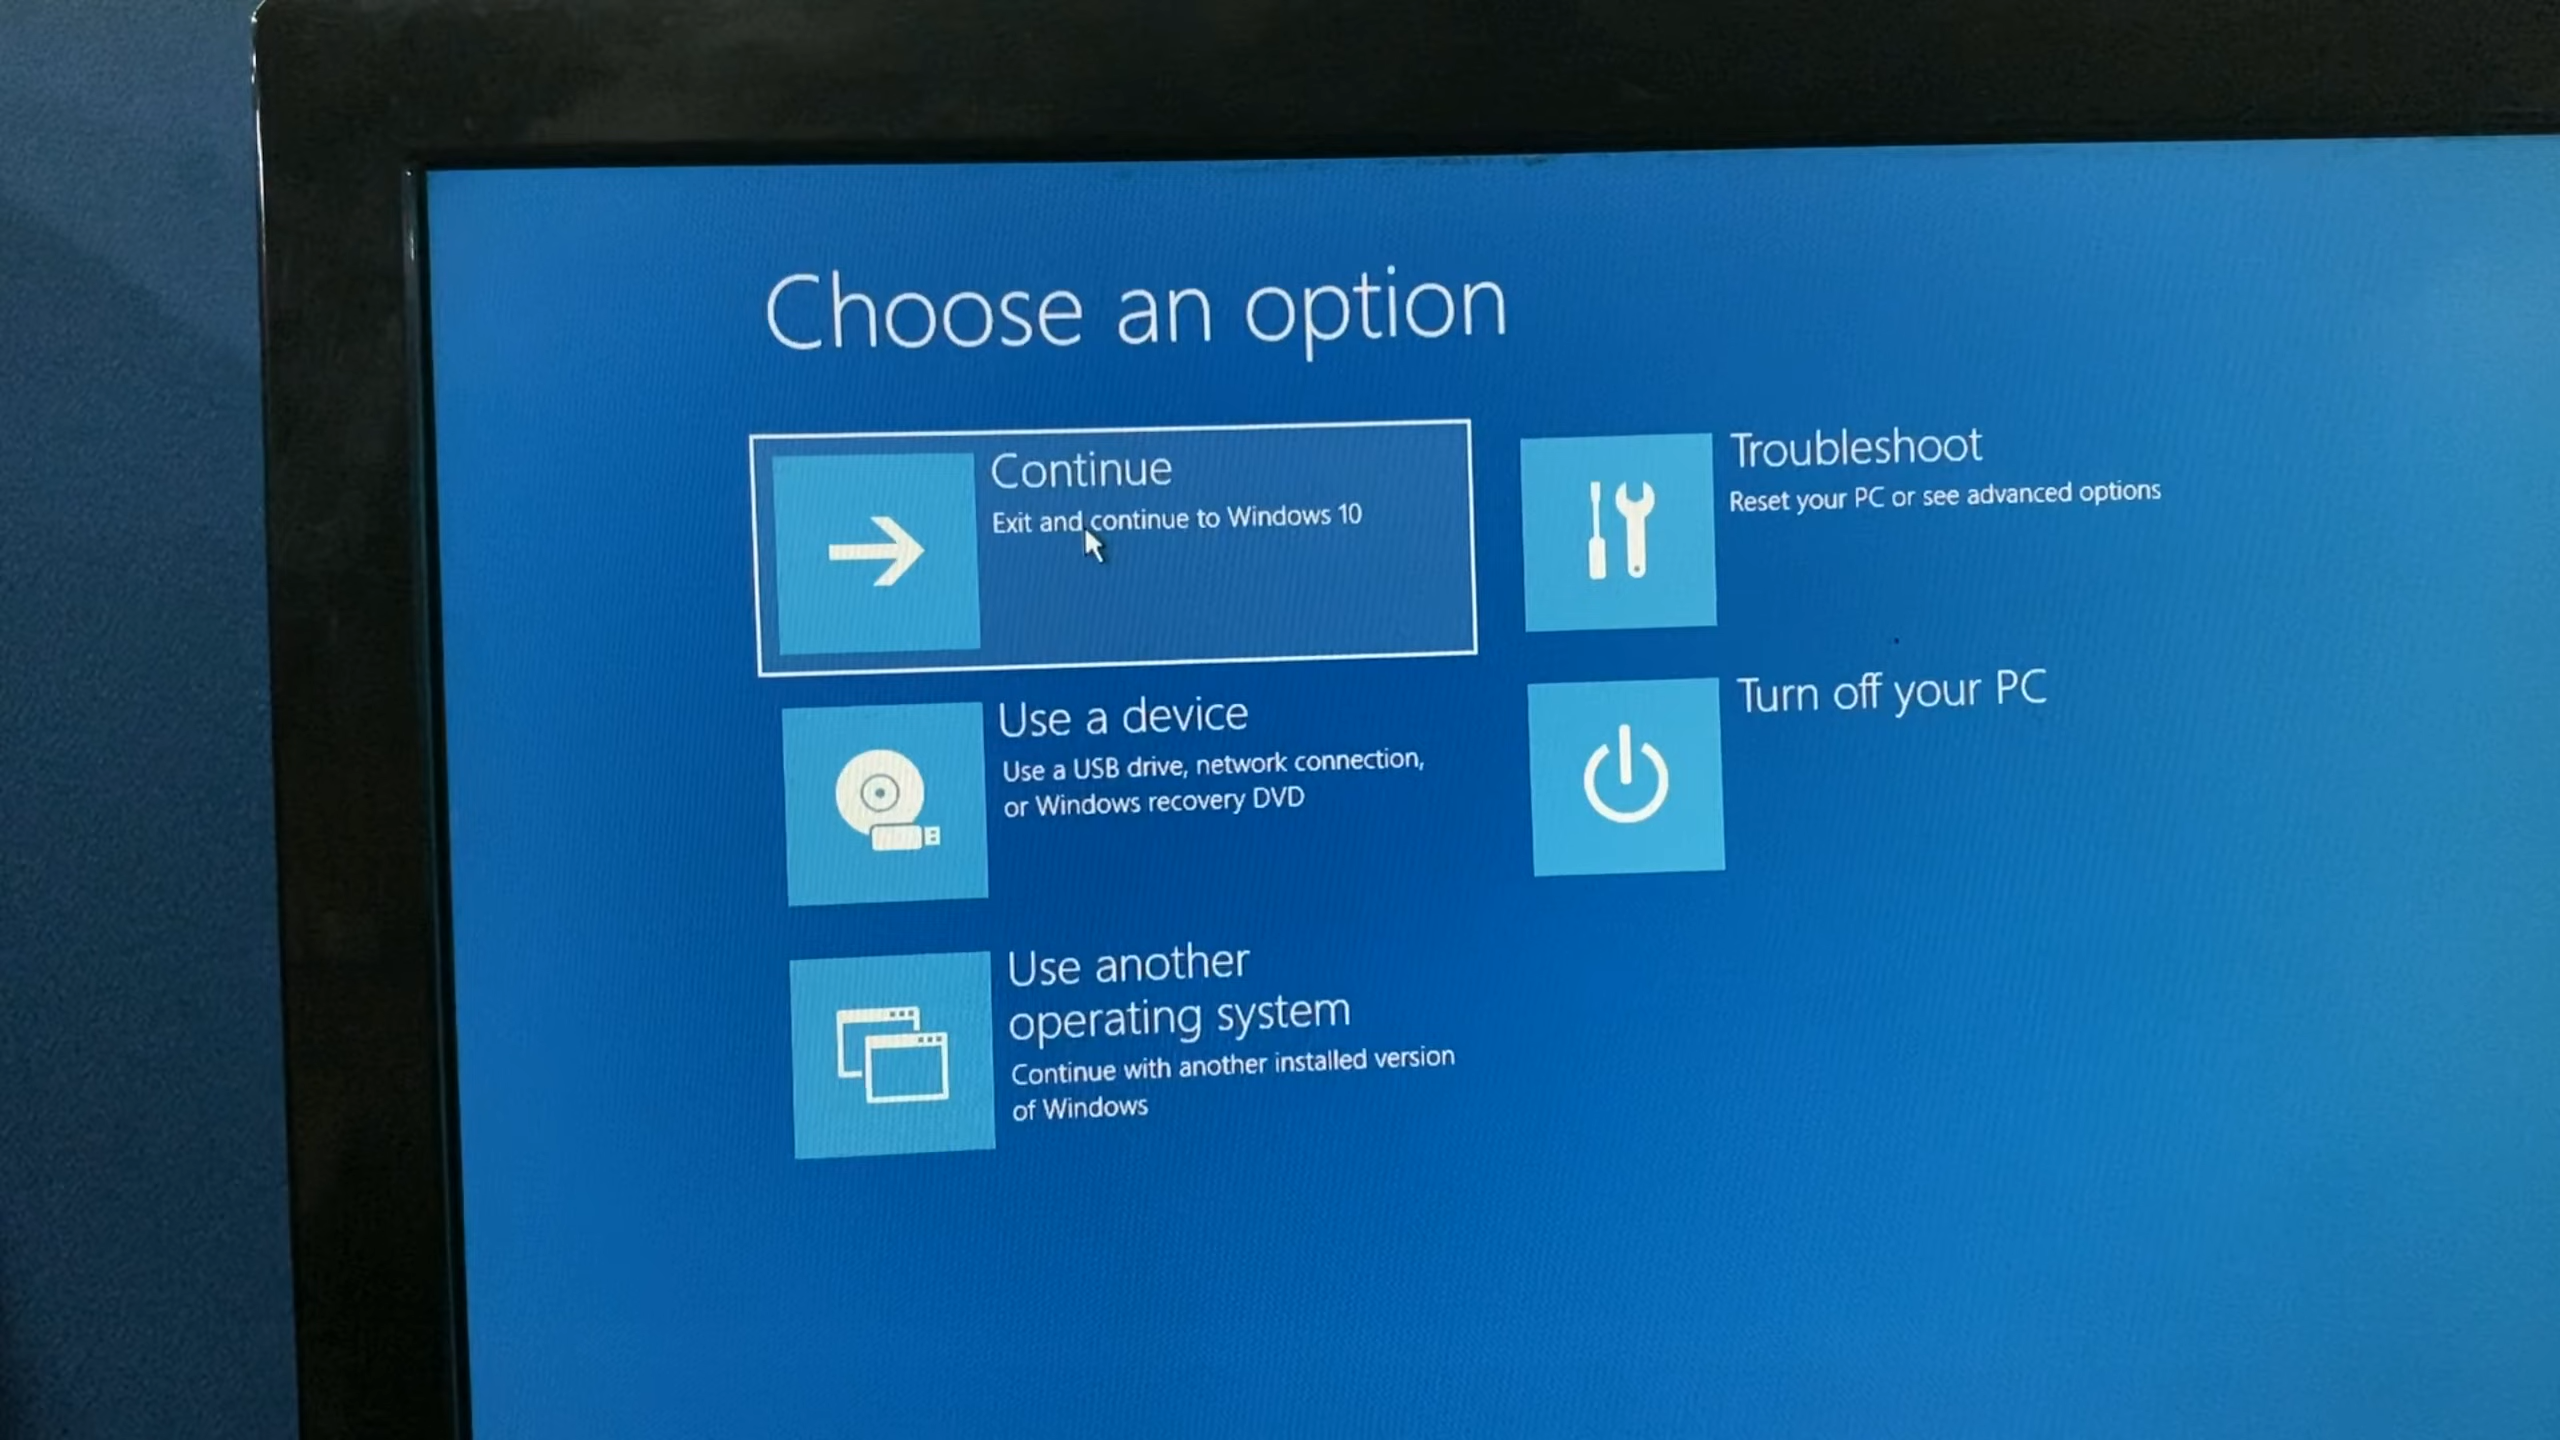 Choose an option
Continue
Exit and continue to Windows 10
Use a device
Use a USB drive, network connection,
or Windows recovery DVD
Use another
operating system
Continue with another installed version
of Windows
Troubleshoot
Reset your PC or see advanced options
Turn off your PC